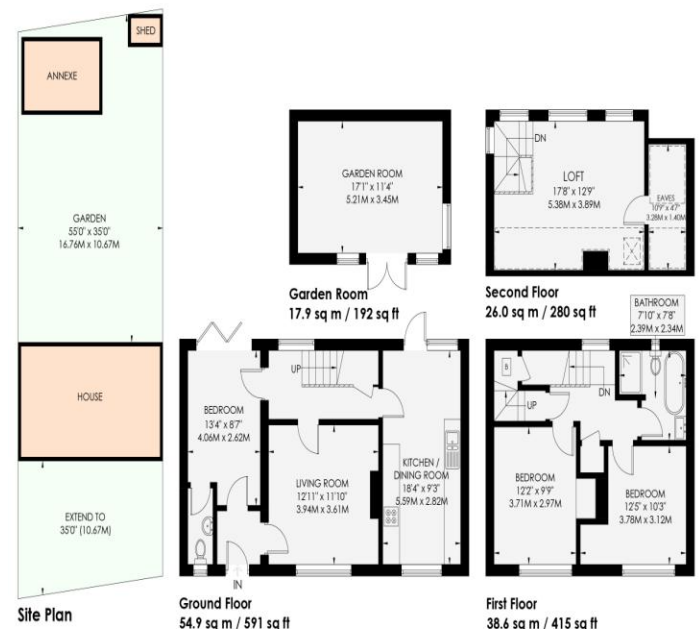 SHED
ANNEXE
GARDEN
55'0" x 35'0"
16.76M x 10.67M
HOUSE
EXTEND TO
35'0" (10.67M)
Site Plan
GARDEN ROOM
17'1" x 11'4"
5.21M x 3.45M
Garden Room
17.9 sq m / 192 sq ft
DN
LOFT
17'8" x 12'9"
5.38M x 3.89M
EAVES
10'9" x 4'7"
3.28M x 1.40M
Second Floor
26.0 sq m / 280 sq ft
UP
BEDROOM
13'4" x 8'7"
4.06M x 2.62M
LIVING ROOM
12'11" x 11'10"
3.94M x 3.61M
KITCHEN /
DINING ROOM
18'4" x 9'3"
5.59M x 2.82M
IN
Ground Floor
54.9 sq m / 591 sq ft
BATHROOM
7'10" x 7'8"
2.39M x 2.34M
B
UP
DN
BEDROOM
12'2" x 9'9"
3.71M x 2.97M
BEDROOM
12'5" x 10'3"
3.78M x 3.12M
First Floor
38.6 sq m / 415 sq ft